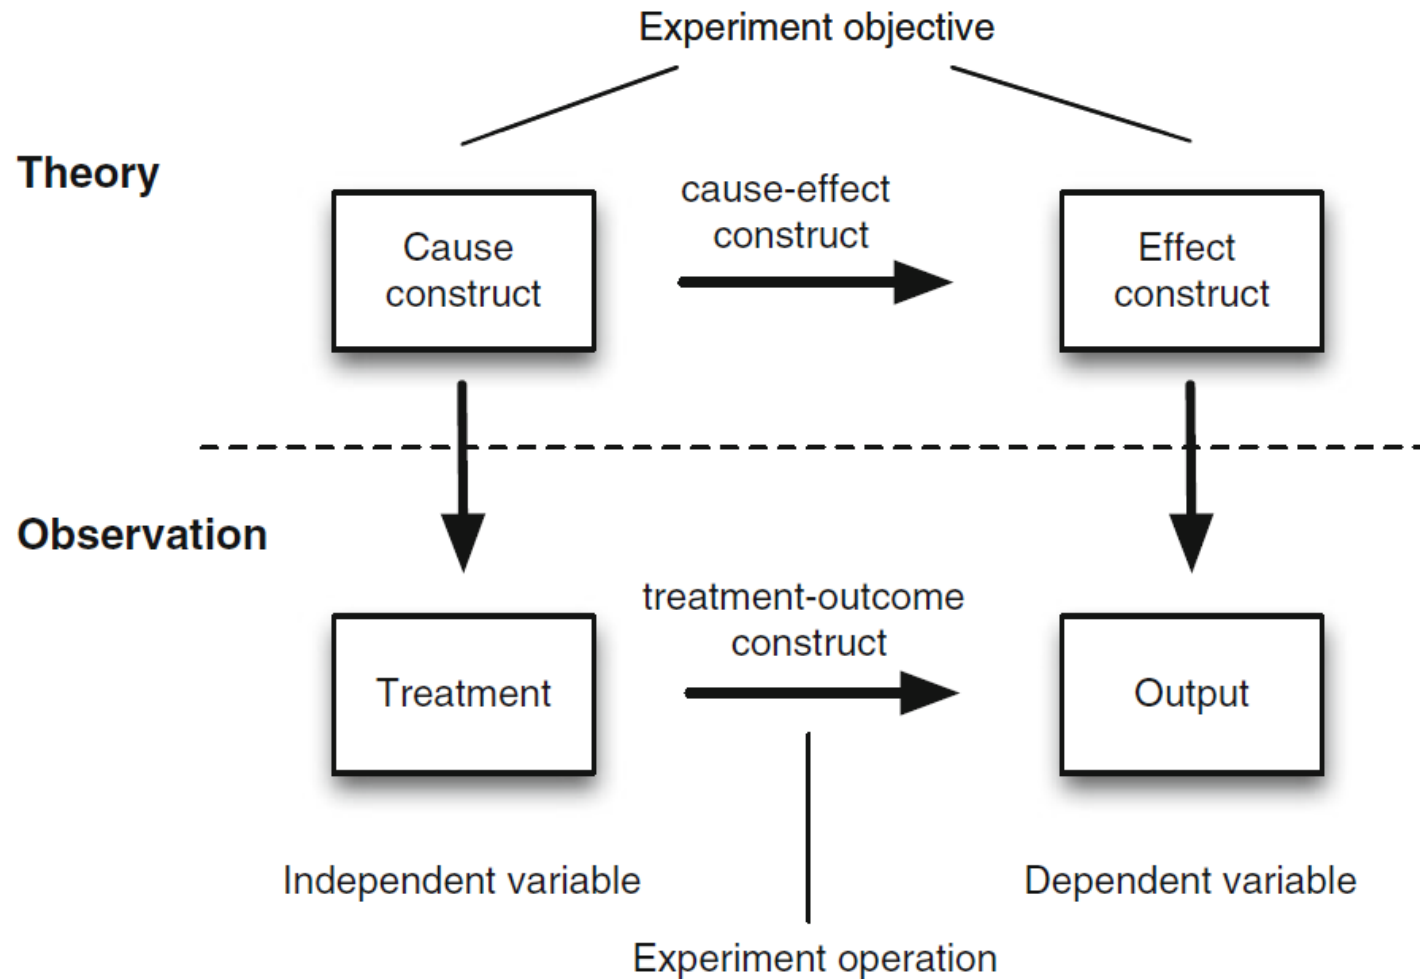 Experiment objective
Theory
cause-effect
construct
Cause
construct
Effect
construct
Observation
treatment-outcome
construct
Treatment
Output
Independent variable
Dependent variable
Experiment operation